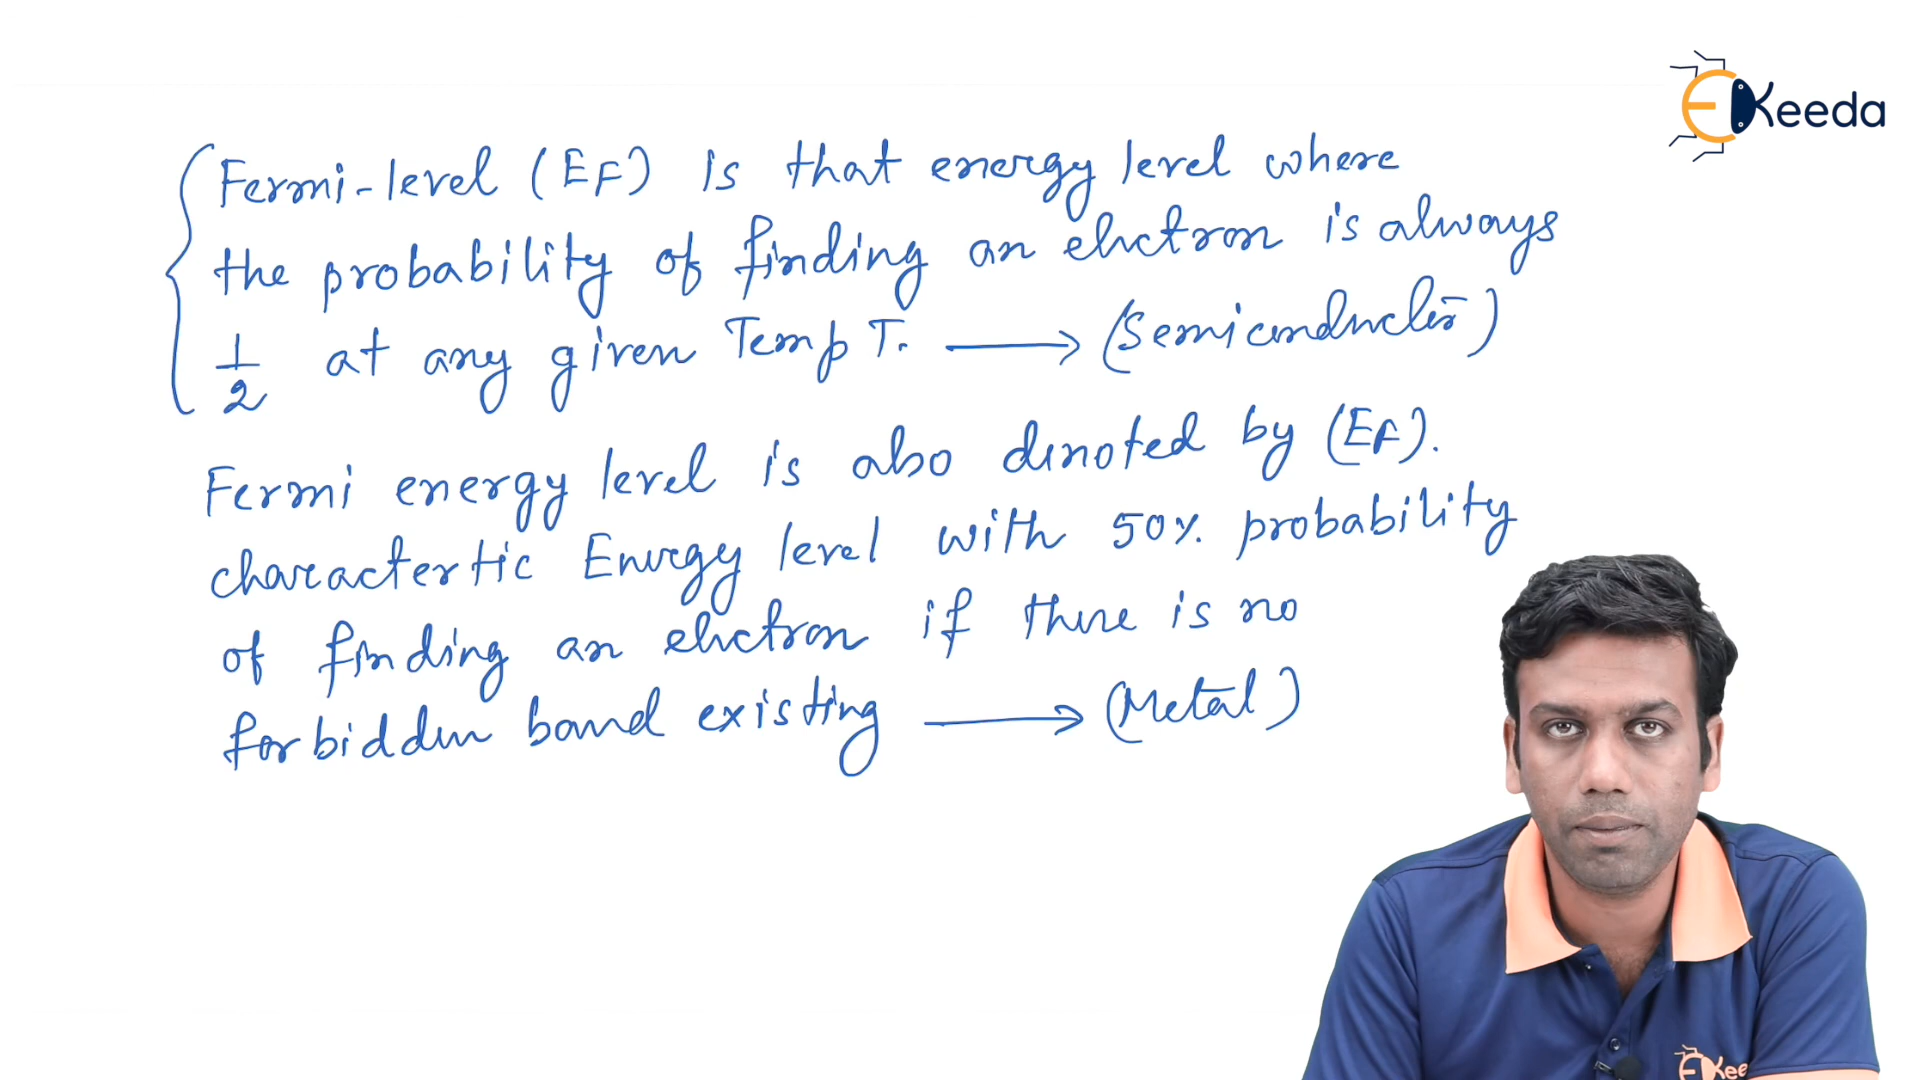 EKeeda
Fermi-level (EF) is that energy level where
the probability of finding an electron is always
1/2 at any given Temp T. → (Semiconductor)
Fermi energy level is also denoted by (EF).
charactertic Energy level with 50% probability
of finding an electron if there is no
forbidden band existing → (Metal)
EKee